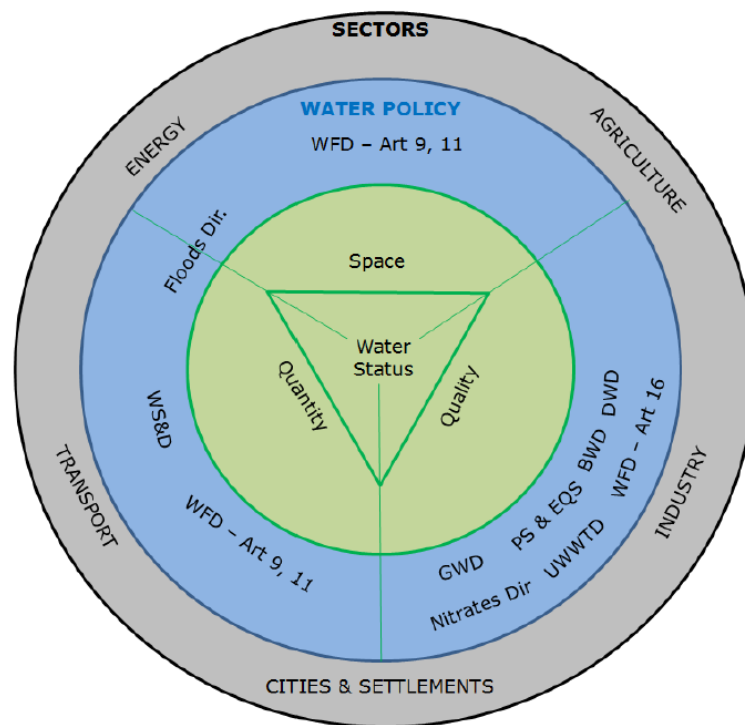 SECTORS
WATER POLICY
WFD – Art 9, 11
ENERGY
AGRICULTURE
Floods Dir.
Space
Water
Status
Quantity
Quality
WS&D
WFD – Art 9, 11
GWD
PS & EQS
BWD
DWD
Nitrates Dir
UWWTD
WFD – Art 16
TRANSPORT
INDUSTRY
CITIES & SETTLEMENTS